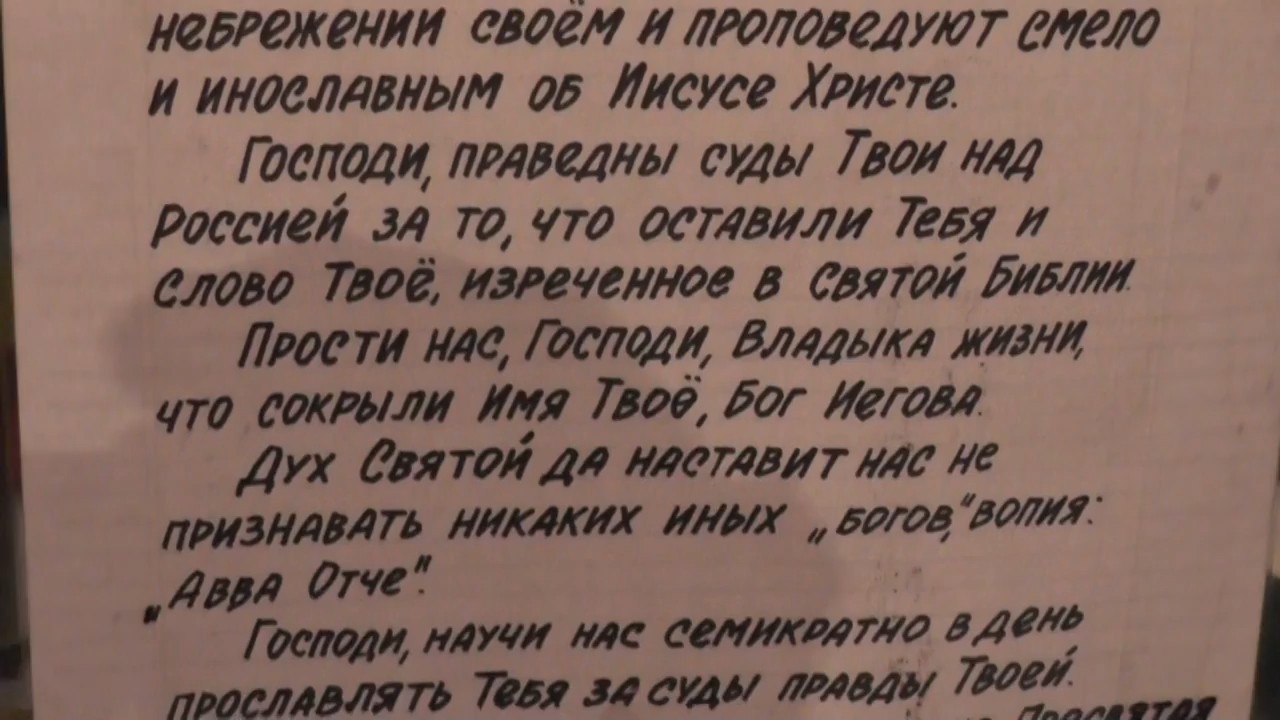 небрежении своём и проповедуют смело
и инославным об Иисусе Христе.
Господи, праведны суды Твои над
Россией за то, что оставили Тебя и
слово Твоё, изреченное в святой Библии.
Прости нас, Господи, Владыка жизни,
что сокрыли Имя Твоё, Бог Иегова.
Дух Святой да наставит нас не
признавать никаких иных „богов," вопия:
„Авва Отче".
Господи, научи нас семикратно в день
прославлять Тебя за суды правды Твоей.
Пресвятая